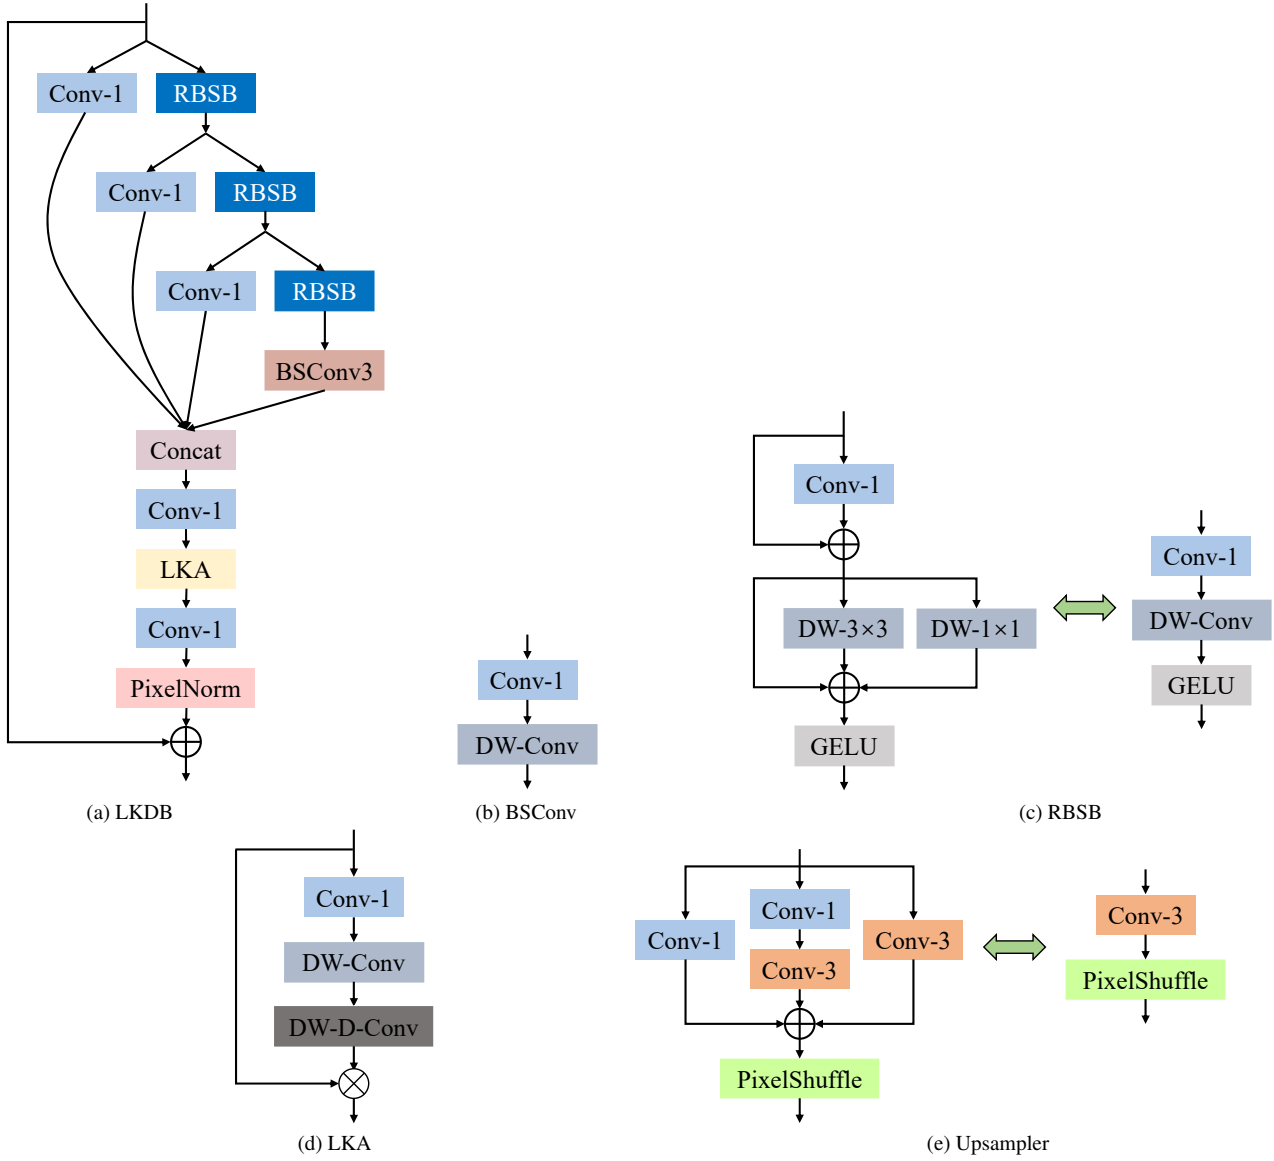 Conv-1
RBSB
Conv-1
RBSB
Conv-1
RBSB
BSConv3
Concat
Conv-1
LKA
Conv-1
PixelNorm
(a) LKDB
Conv-1
DW-Conv
(b) BSConv
Conv-1
DW-3×3
DW-1×1
GELU
Conv-1
DW-Conv
GELU
(c) RBSB
Conv-1
DW-Conv
DW-D-Conv
(d) LKA
Conv-1
Conv-1
Conv-3
Conv-3
PixelShuffle
Conv-3
PixelShuffle
(e) Upsampler